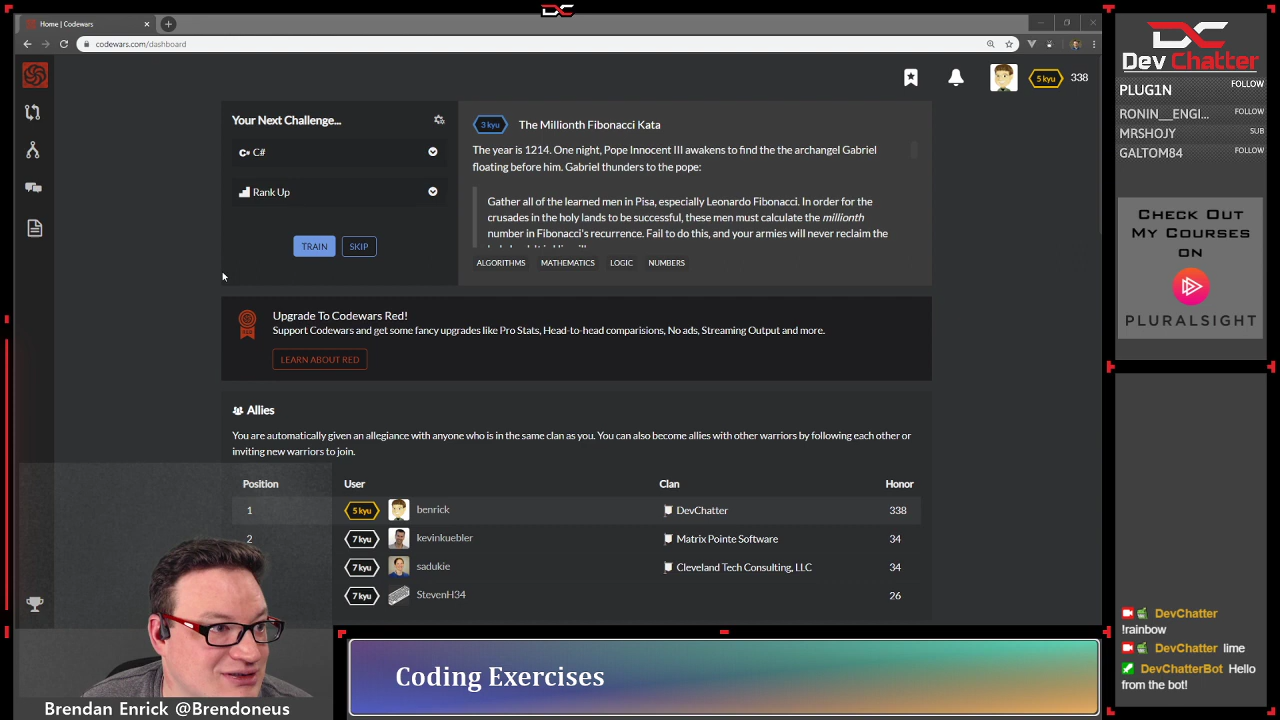 Home | Codewars
codewars.com/dashboard
5 kyu
338
Your Next Challenge...
C#
Rank Up
TRAIN
SKIP
3 kyu
The Millionth Fibonacci Kata
The year is 1214. One night, Pope Innocent III awakens to find the the archangel Gabriel
floating before him. Gabriel thunders to the pope:
Gather all of the learned men in Pisa, especially Leonardo Fibonacci. In order for the
crusades in the holy lands to be successful, these men must calculate the millionth
number in Fibonacci's recurrence. Fail to do this, and your armies will never reclaim the
ALGORITHMS
MATHEMATICS
LOGIC
NUMBERS
Upgrade To Codewars Red!
Support Codewars and get some fancy upgrades like Pro Stats, Head-to-head comparisions, No ads, Streaming Output and more.
LEARN ABOUT RED
Allies
You are automatically given an allegiance with anyone who is in the same clan as you. You can also become allies with other warriors by following each other or
inviting new warriors to join.
Position User Clan Honor
1 5 kyu benrick DevChatter 338
2 7 kyu kevinkuebler Matrix Pointe Software 34
7 kyu sadukie Cleveland Tech Consulting, LLC 34
7 kyu StevenH34 26
Brendan Enrick @Brendoneus
Coding Exercises
DC
DC
Dev Chatter
PLUG1N FOLLOW
RONIN__ENGI... FOLLOW
MRSHOJY SUB
GALTOM84 FOLLOW
CHECK OUT
MY COURSES
ON
PLURALSIGHT
DevChatter
!rainbow
DevChatter lime
DevChatterBot Hello
from the bot!